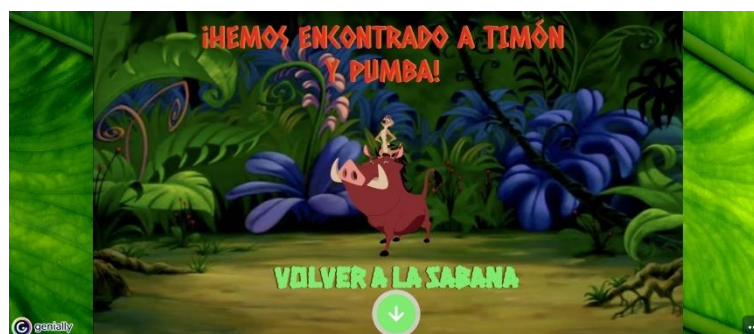 ¡HEMOS ENCONTRADO A TIMÓN
Y PUMBA!
VOLVER A LA SABANA
genially